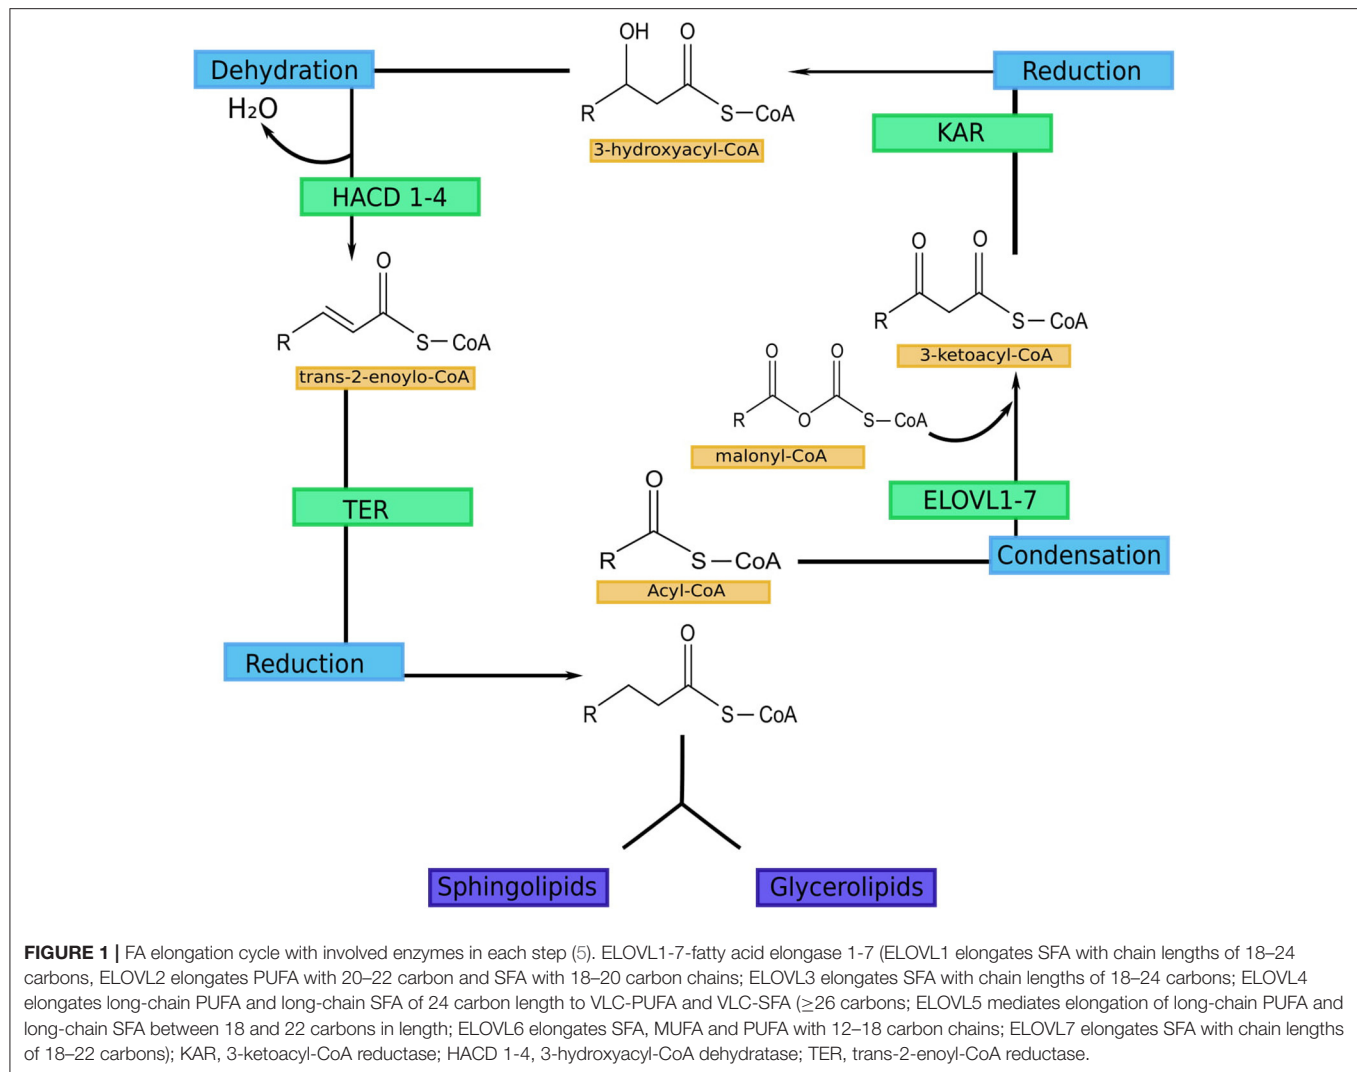 Dehydration
OH
O
Reduction
H₂O
R
S—CoA
KAR
3-hydroxyacyl-CoA
HACD 1-4
O
O
O
R
S—CoA
R
S—CoA
3-ketoacyl-CoA
trans-2-enoylo-CoA
O
O
R
O
S—CoA
malonyl-CoA
TER
O
ELOVL1-7
R
S—CoA
Condensation
Acyl-CoA
O
Reduction
R
S—CoA
Sphingolipids
Glycerolipids
FIGURE 1 | FA elongation cycle with involved enzymes in each step (5). ELOVL1-7-fatty acid elongase 1-7 (ELOVL1 elongates SFA with chain lengths of 18–24
carbons, ELOVL2 elongates PUFA with 20–22 carbon and SFA with 18–20 carbon chains; ELOVL3 elongates SFA with chain lengths of 18–24 carbons; ELOVL4
elongates long-chain PUFA and long-chain SFA of 24 carbon length to VLC-PUFA and VLC-SFA (≥26 carbons; ELOVL5 mediates elongation of long-chain PUFA and
long-chain SFA between 18 and 22 carbons in length; ELOVL6 elongates SFA, MUFA and PUFA with 12–18 carbon chains; ELOVL7 elongates SFA with chain lengths
of 18–22 carbons); KAR, 3-ketoacyl-CoA reductase; HACD 1-4, 3-hydroxyacyl-CoA dehydratase; TER, trans-2-enoyl-CoA reductase.